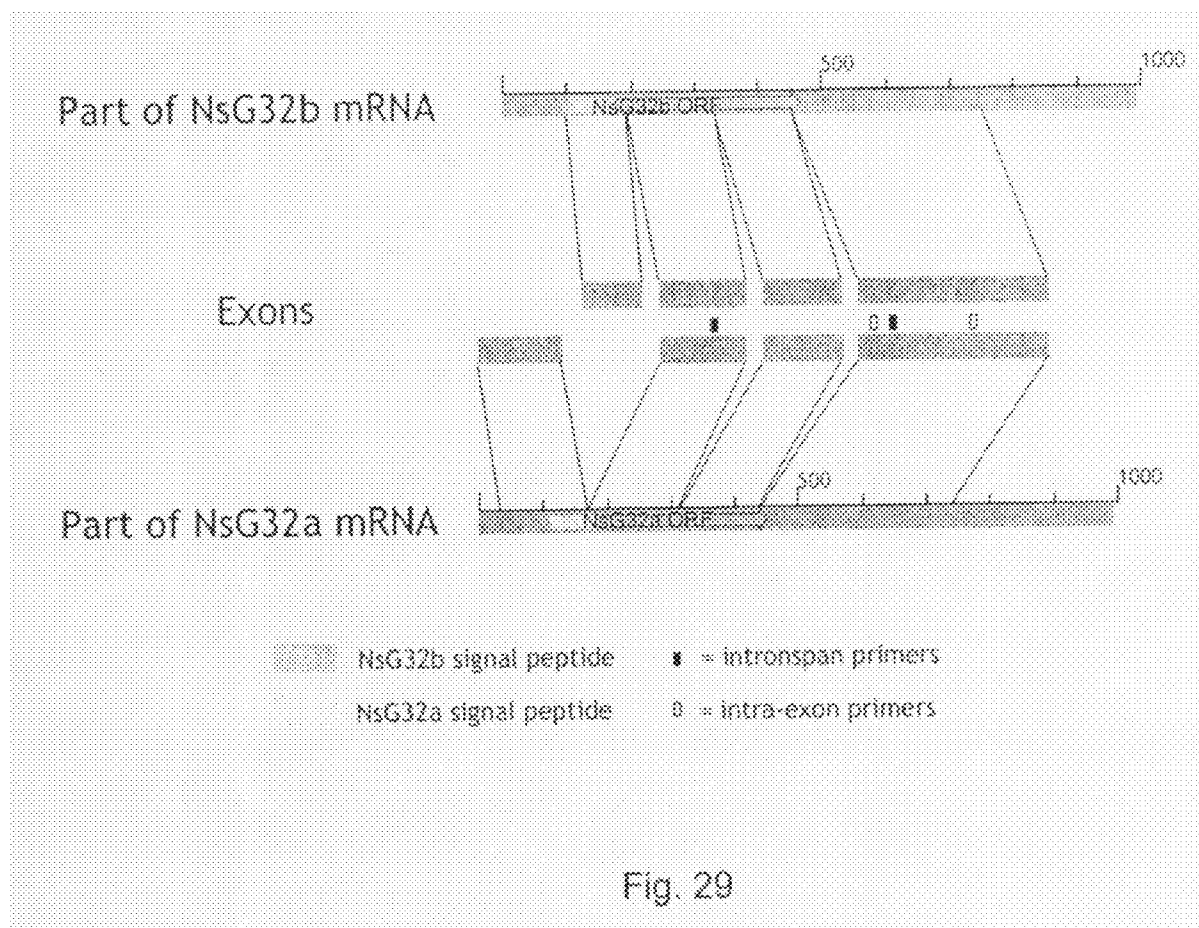 500
1000
Part of NsG32b mRNA
NsG32b ORF
Exons
500
1000
Part of NsG32a mRNA
NsG32a ORF
NsG32b signal peptide
= intronspan primers
NsG32a signal peptide
= intra-exon primers
Fig. 29